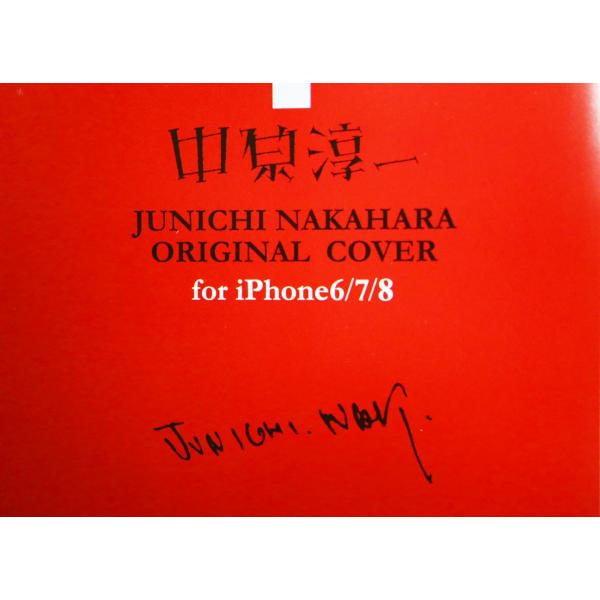 中原淳一
JUNICHI NAKAHARA
ORIGINAL COVER
for iPhone6/7/8
JUNICHI.